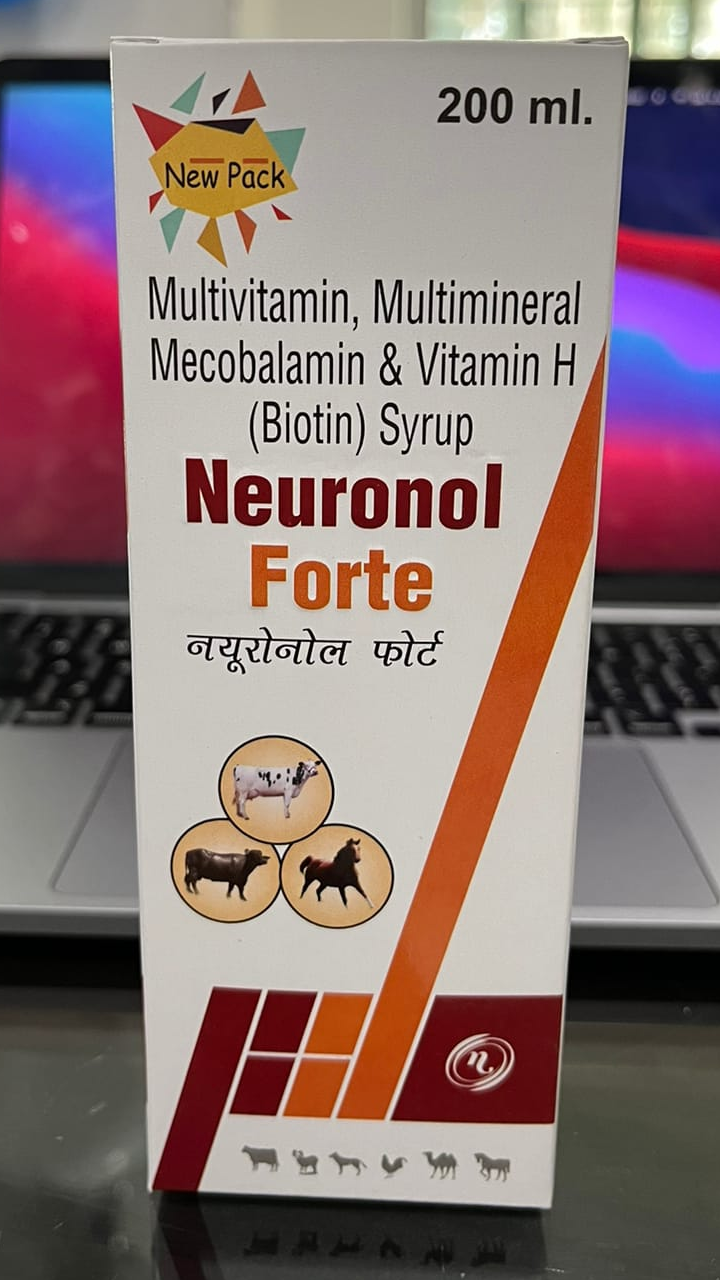 200 ml.
New Pack
Multivitamin, Multimineral
Mecobalamin & Vitamin H
(Biotin) Syrup
Neuronol
Forte
नयूरोनोल फोर्ट
n